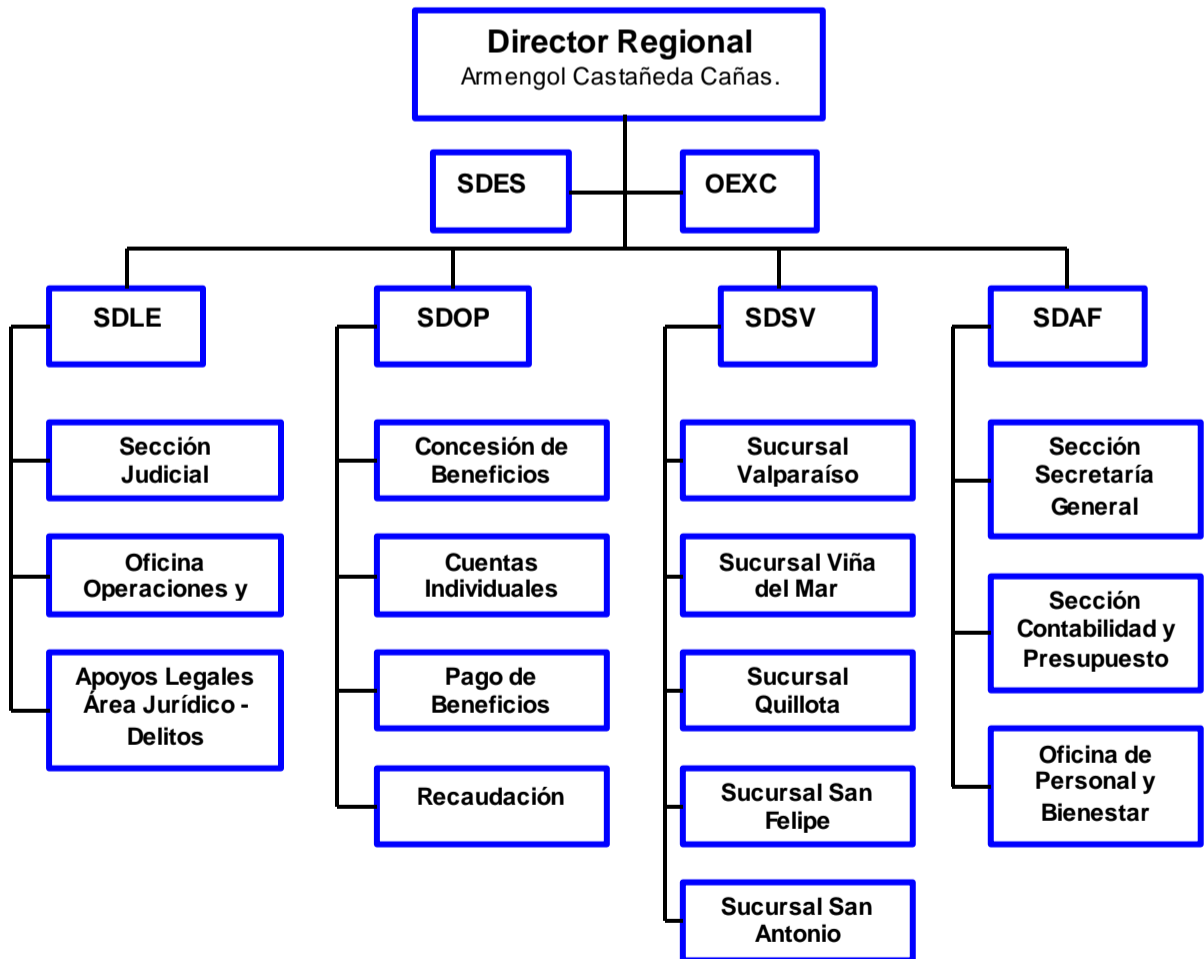 Director Regional
Armengol Castañeda Cañas.
SDES
OEXC
SDLE
SDOP
SDSV
SDAF
Sección
Judicial
Oficina
Operaciones y
Apoyos Legales
Área Jurídico -
Delitos
Concesión de
Beneficios
Cuentas
Individuales
Pago de
Beneficios
Recaudación
Sucursal
Valparaíso
Sucursal Viña
del Mar
Sucursal
Quillota
Sucursal San
Felipe
Sucursal San
Antonio
Sección
Secretaría
General
Sección
Contabilidad y
Presupuesto
Oficina de
Personal y
Bienestar